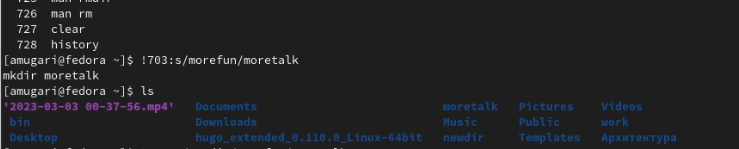 726 man rm
727 clear
728 history
[amugari@fedora ~]$ !703:s/morefun/moretalk
mkdir moretalk
[amugari@fedora ~]$ ls
'2023-03-03 00-37-56.mp4' Documents moretalk Pictures Videos
bin Downloads Music Public work
Desktop hugo_extended_0.110.0_Linux-64bit newdir Templates Архитектура